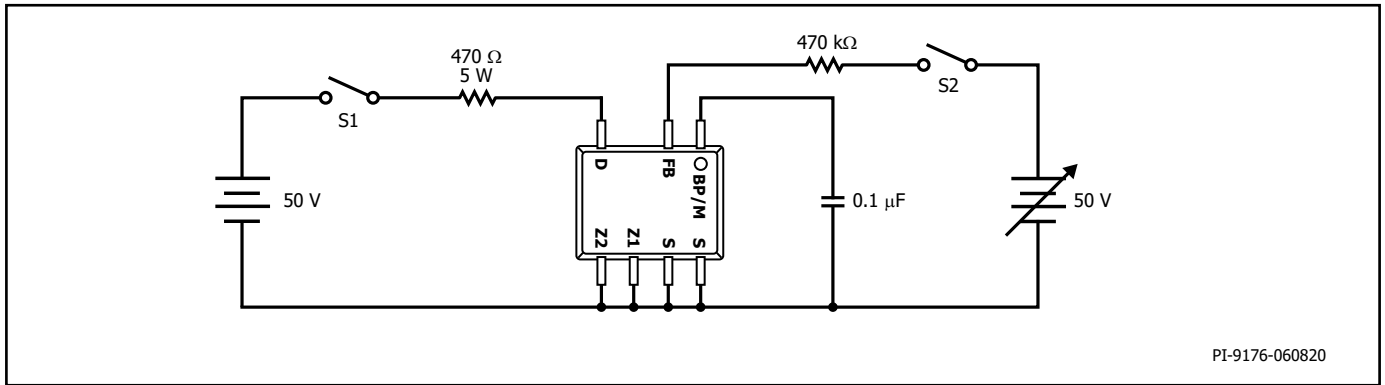 470 Ω
5 W
S1
50 V
470 kΩ
S2
50 V
0.1 µF
D
FB
BP/M
Z2
Z1
S
S
PI-9176-060820